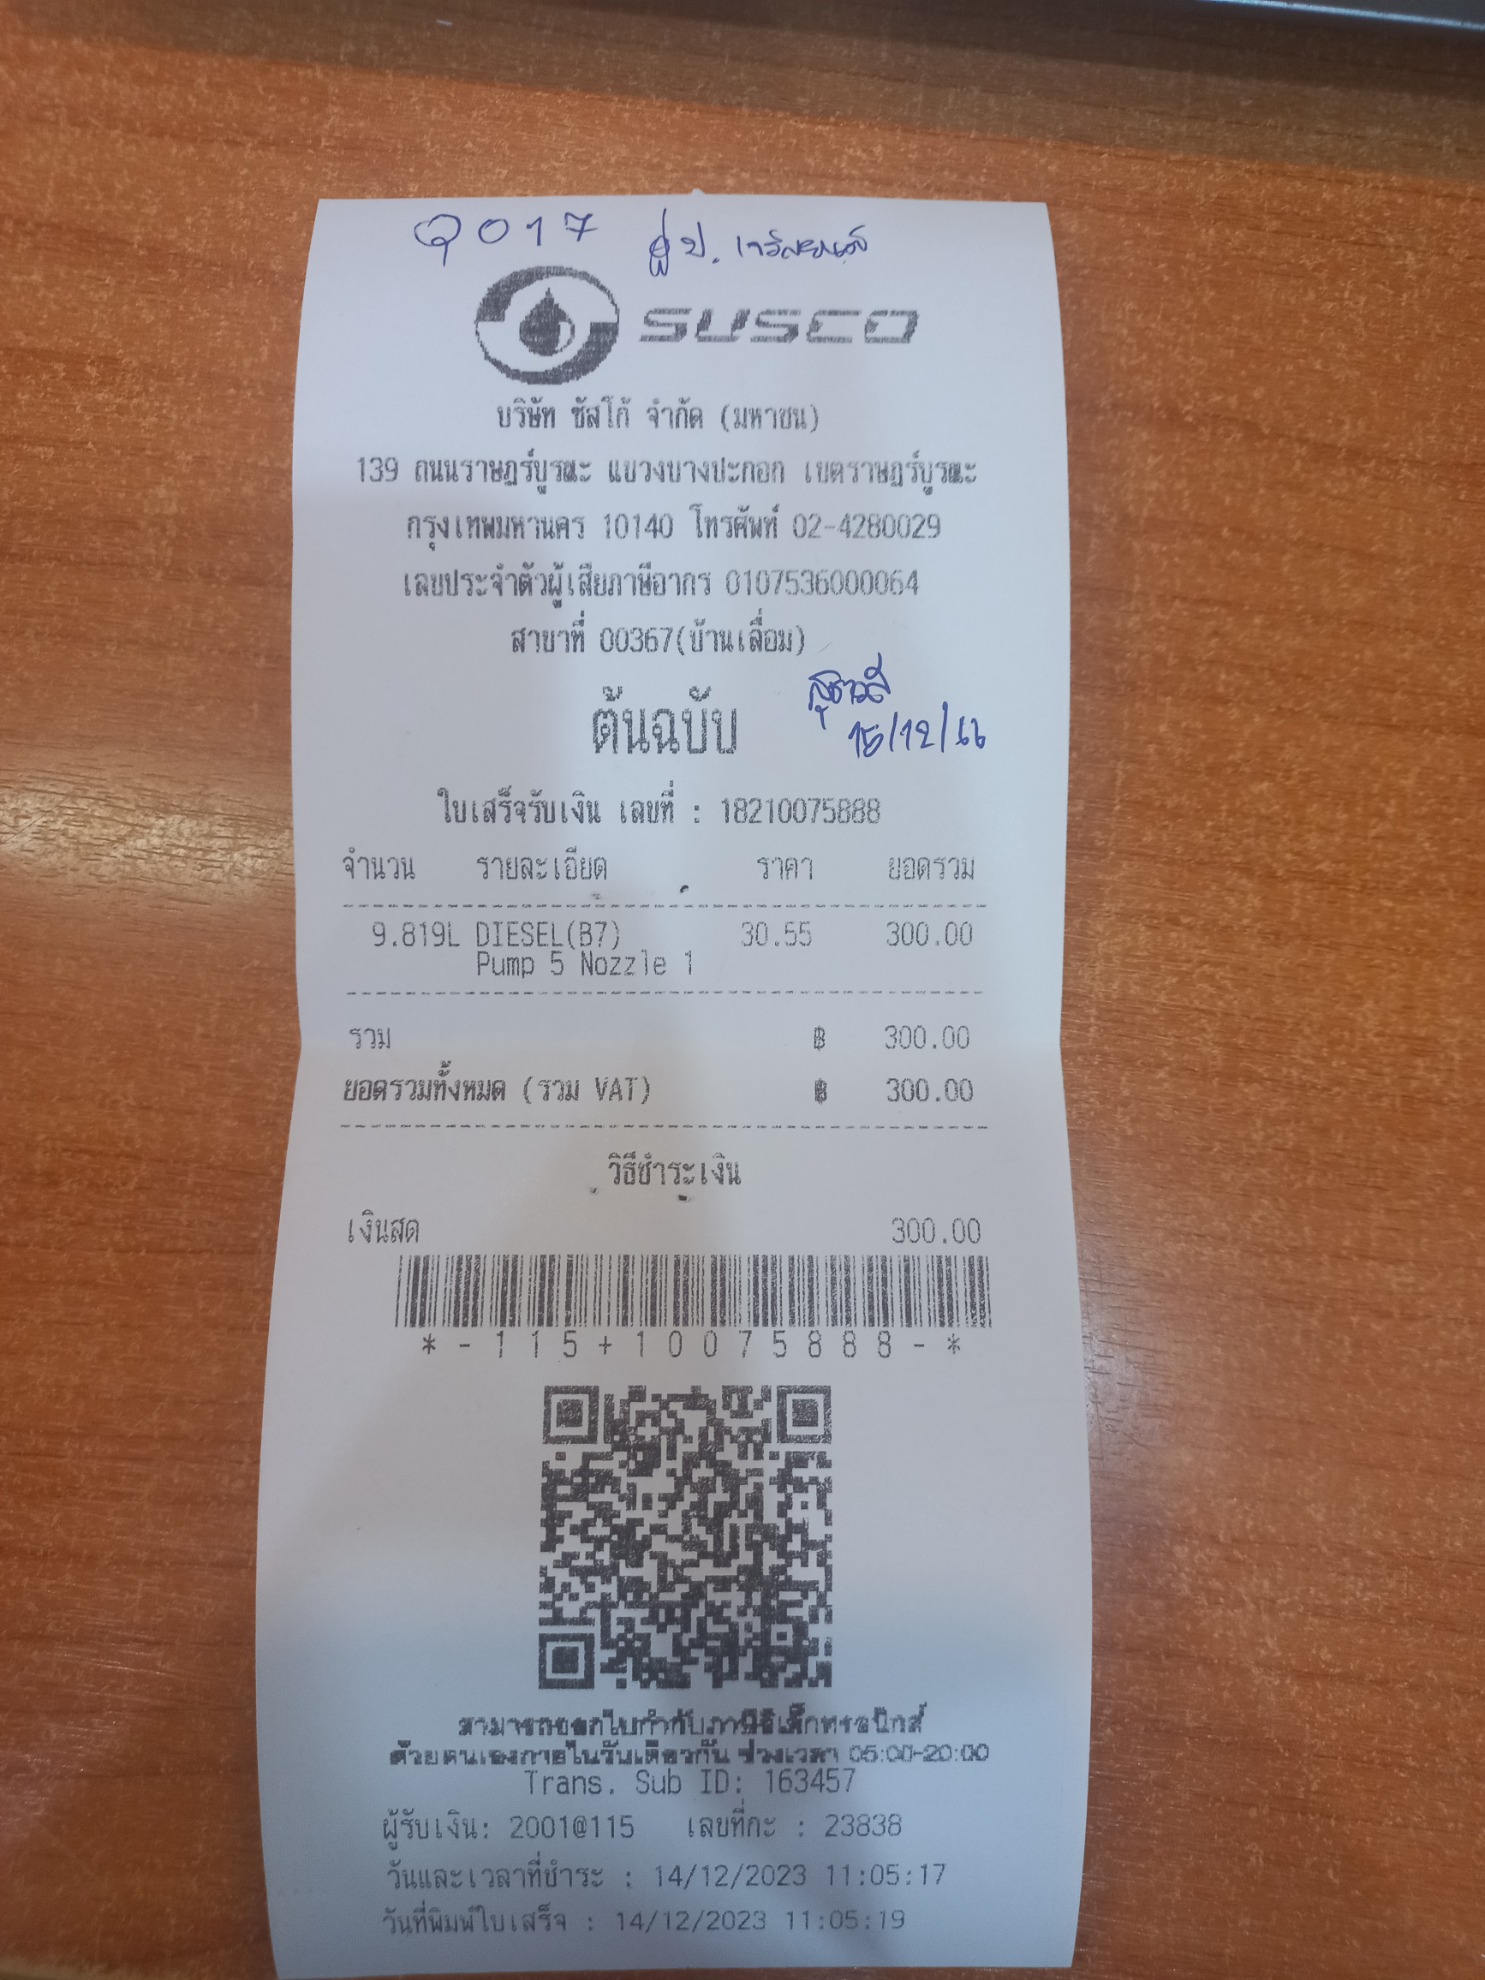 Q017
SUSCO
บริษัท ซัสโก้ จำกัด (มหาชน)
139 ถนนราษฎร์บูรณะ แขวงบางปะกอก เขตราษฎร์บูรณะ
กรุงเทพมหานคร 10140 โทรศัพท์ 02-4280029
เลขประจำตัวผู้เสียภาษีอากร 0107536000064
สาขาที่ 00367(บ้านเลื่อม)
ต้นฉบับ
15/12/66
ใบเสร็จรับเงิน เลขที่ : 18210075888
จำนวน รายละเอียด ราคา ยอดรวม
9.819L DIESEL(B7) 30.55 300.00
Pump 5 Nozzle 1
รวม ฿ 300.00
ยอดรวมทั้งหมด (รวม VAT) ฿ 300.00
วิธีชำระเงิน
เงินสด 300.00
*-115+10075888-*
สามารถออกใบกำกับภาษีอิเล็กทรอนิกส์
ด้วยตนเองภายในวันเดียวกัน ช่วงเวลา 05:00-20:00
Trans. Sub ID: 163457
ผู้รับเงิน: 2001@115 เลขที่กะ : 23838
วันและเวลาที่ชำระ : 14/12/2023 11:05:17
วันที่พิมพ์ใบเสร็จ : 14/12/2023 11:05:19